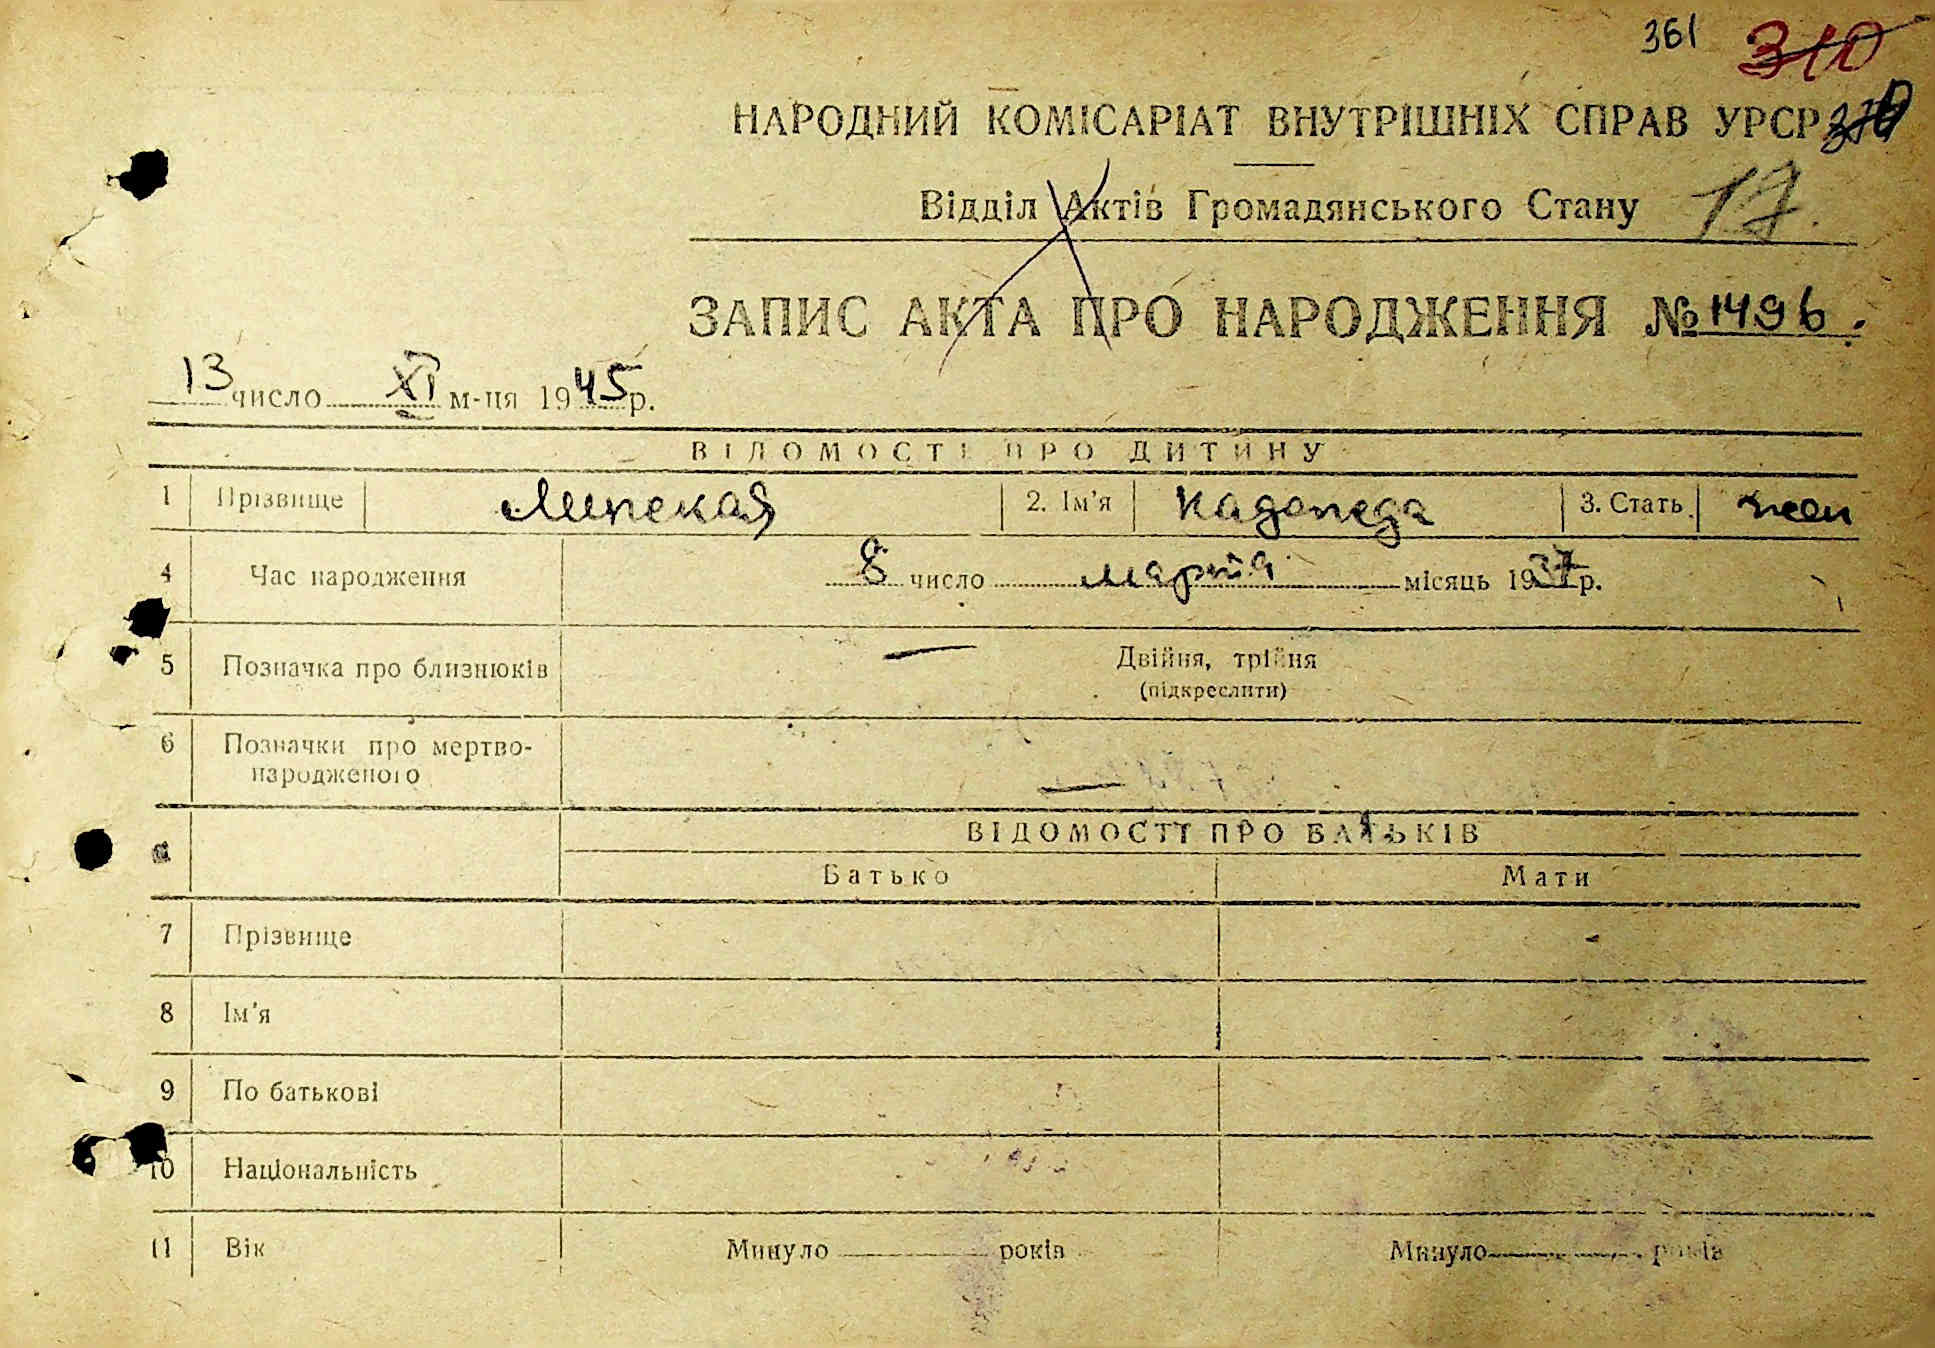 361 310
НАРОДНИЙ КОМІСАРІАТ ВНУТРІШНІХ СПРАВ УРСР 310
Відділ Актів Громадянського Стану 17.
ЗАПИС АКТА ПРО НАРОДЖЕННЯ № 1496.
13 число XI м-ця 1945 р.
ВІДОМОСТІ ПРО ДИТИНУ
1 Прізвище 2. Ім'я 3. Стать жен
4 Час народження 8 число марта місяць 1937 р.
5 Позначка про близнюків — Двійня, трійня
(підкреслити)
6 Позначки про мертво-
народженого —
ВІДОМОСТІ ПРО БАТЬКІВ
Батько Мати
7 Прізвище
8 Ім'я
9 По батькові
10 Національність
11 Вік Минуло років Минуло років